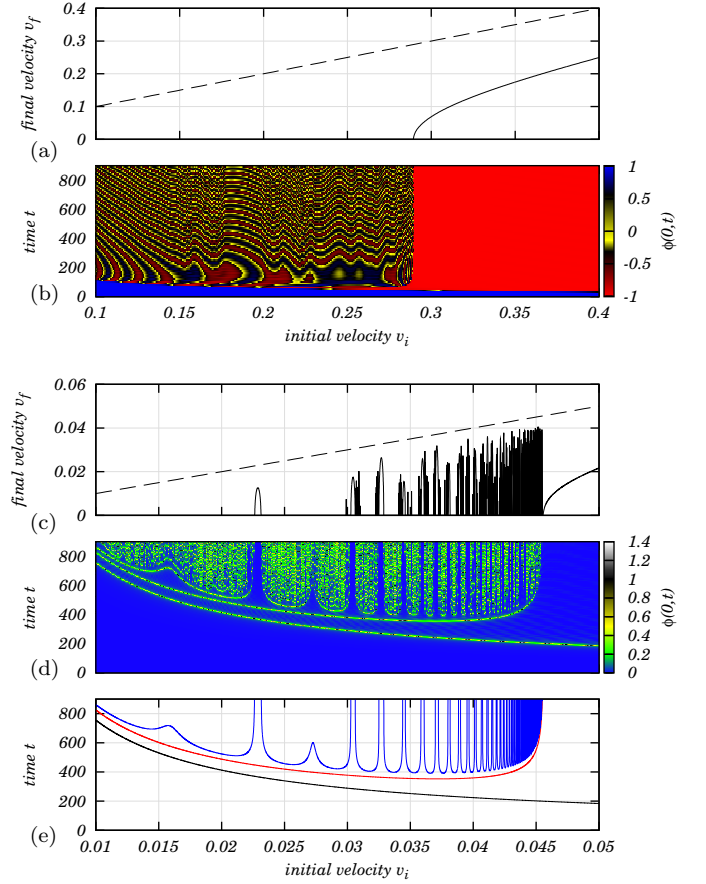 0.4
0.3
0.2
0.1
0
final velocity v_f
(a)
800
600
400
200
0
time t
(b)
1
0.5
0
-0.5
-1
ϕ(0,t)
0.1 0.15 0.2 0.25 0.3 0.35 0.4
initial velocity v_i
0.06
0.04
0.02
0
final velocity v_f
(c)
800
600
400
200
0
time t
(d)
1.4
1.2
1
0.8
0.6
0.4
0.2
0
ϕ(0,t)
800
600
400
200
0
time t
(e)
0.01 0.015 0.02 0.025 0.03 0.035 0.04 0.045 0.05
initial velocity v_i